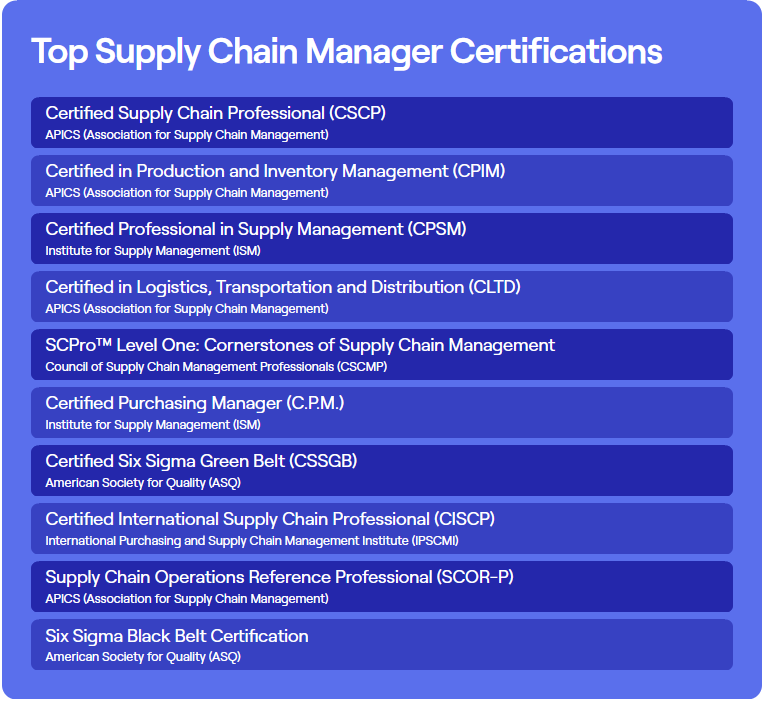 Top Supply Chain Manager Certifications
Certified Supply Chain Professional (CSCP)
APICS (Association for Supply Chain Management)
Certified in Production and Inventory Management (CPIM)
APICS (Association for Supply Chain Management)
Certified Professional in Supply Management (CPSM)
Institute for Supply Management (ISM)
Certified in Logistics, Transportation and Distribution (CLTD)
APICS (Association for Supply Chain Management)
SCPro™ Level One: Cornerstones of Supply Chain Management
Council of Supply Chain Management Professionals (CSCMP)
Certified Purchasing Manager (C.P.M.)
Institute for Supply Management (ISM)
Certified Six Sigma Green Belt (CSSGB)
American Society for Quality (ASQ)
Certified International Supply Chain Professional (CISCP)
International Purchasing and Supply Chain Management Institute (IPSCMI)
Supply Chain Operations Reference Professional (SCOR-P)
APICS (Association for Supply Chain Management)
Six Sigma Black Belt Certification
American Society for Quality (ASQ)